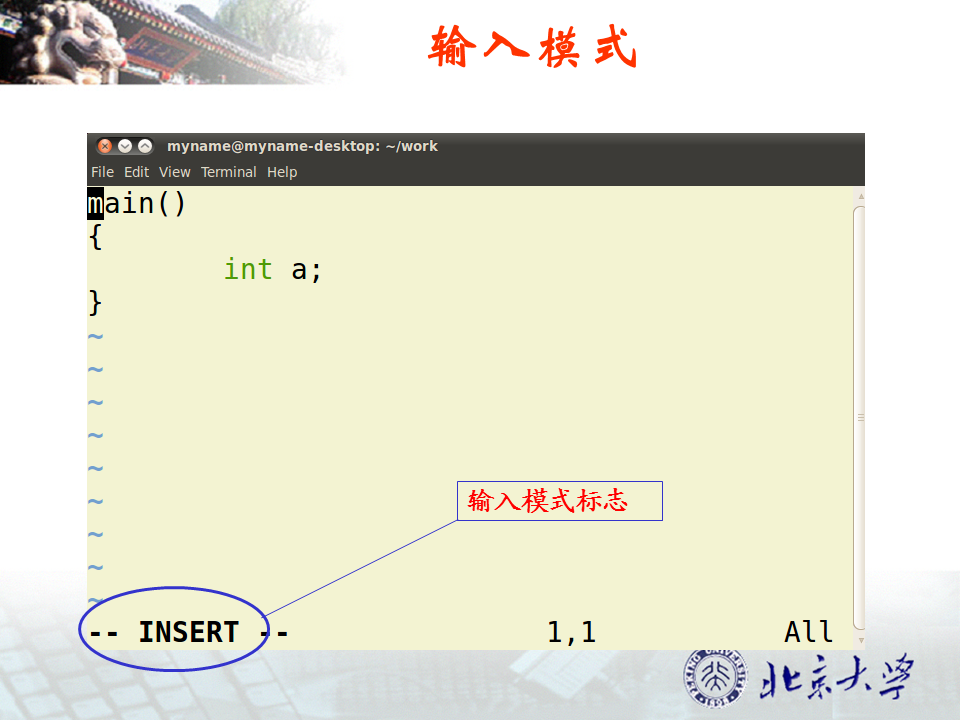 输入模式
myname@myname-desktop: ~/work
File Edit View Terminal Help
main()
{
int a;
}
~
~
~
~
~
~
~
~
~
输入模式标志
-- INSERT -- 1,1 All
1898
北京大学